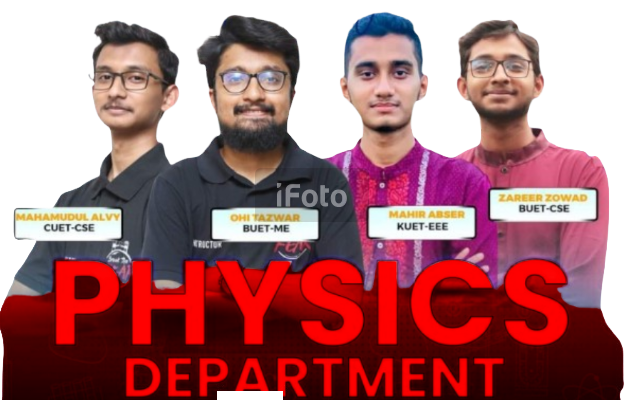 iFoto
MAHAMUDUL ALVY
CUET-CSE
OHI TAZWAR
BUET-ME
MAHIR ABSER
KUET-EEE
ZAREER ZOWAD
BUET-CSE
PHYSICS
DEPARTMENT